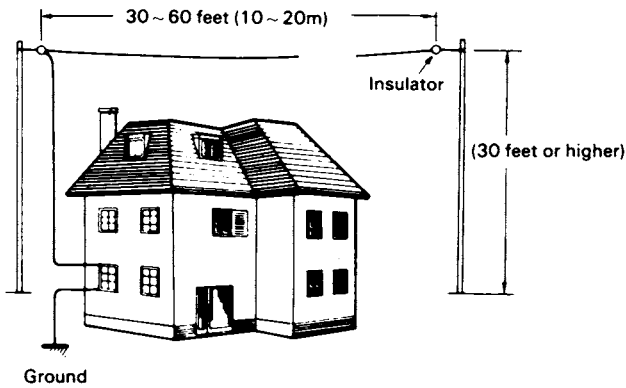 30 ~ 60 feet (10 ~ 20m)
Insulator
(30 feet or higher)
Ground